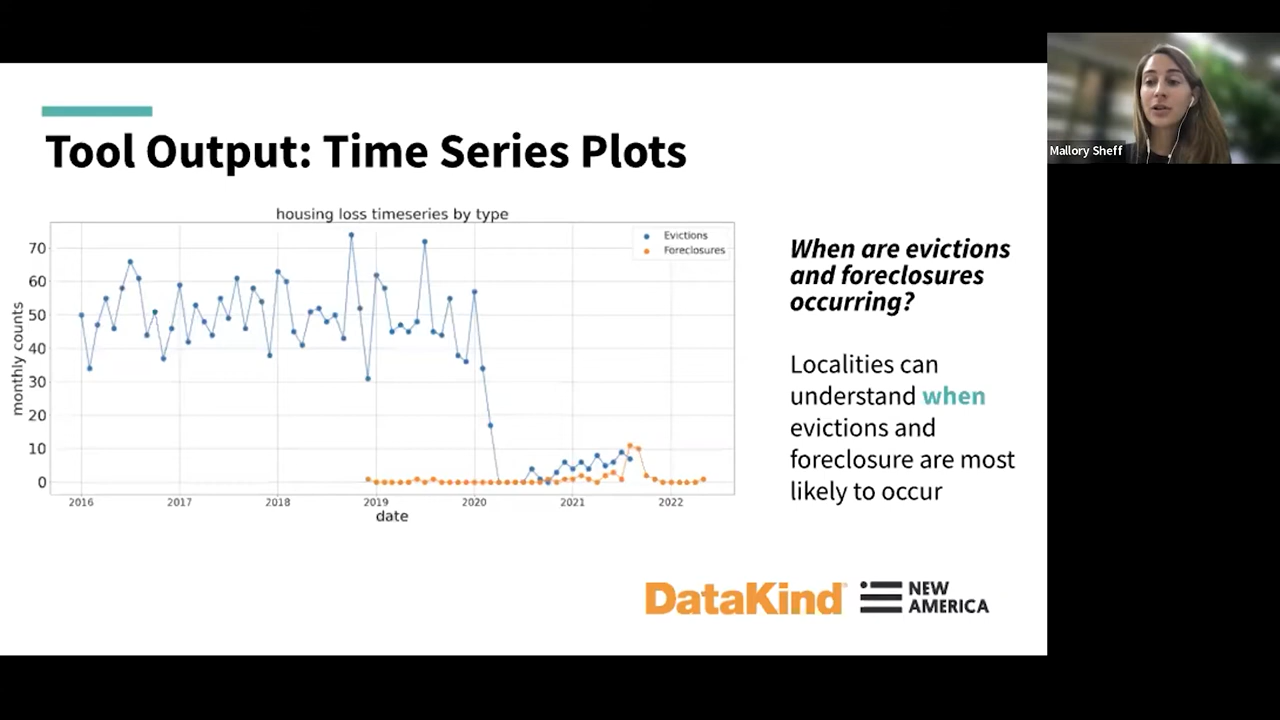 Mallory Sheff
Tool Output: Time Series Plots
housing loss timeseries by type
Evictions
Foreclosures
70
60
50
40
30
20
10
0
monthly counts
2016
2017
2018
2019
2020
2021
2022
date
When are evictions
and foreclosures
occurring?
Localities can
understand when
evictions and
foreclosure are most
likely to occur
DataKind
NEW
AMERICA